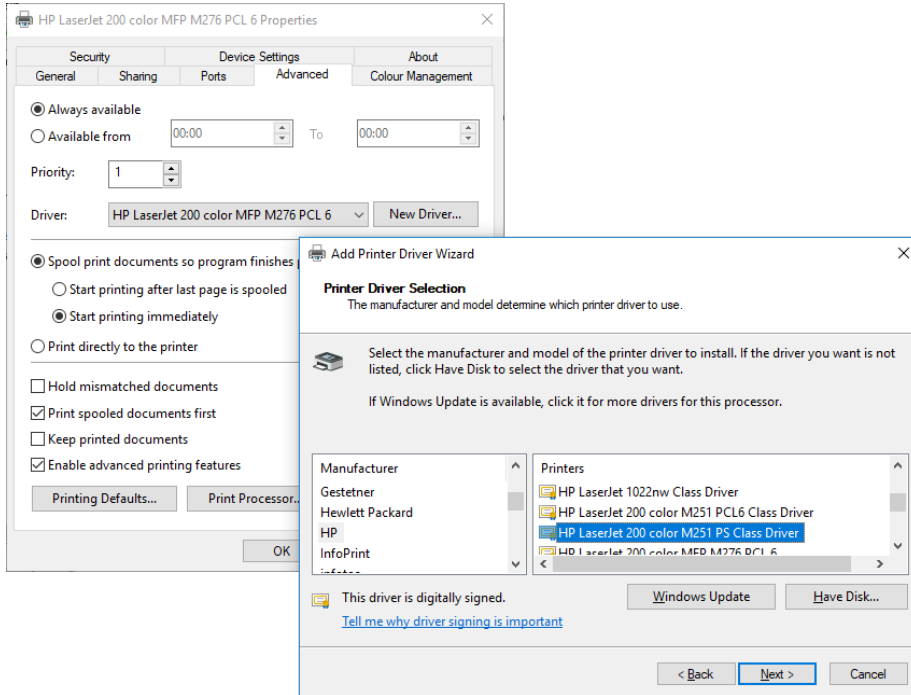 HP LaserJet 200 color MFP M276 PCL 6 Properties
Security Device Settings About
General Sharing Ports Advanced Colour Management
Always available
Available from 00:00 To 00:00
Priority: 1
Driver: HP LaserJet 200 color MFP M276 PCL 6 New Driver...
Spool print documents so program finishes
Start printing after last page is spooled
Start printing immediately
Print directly to the printer
Hold mismatched documents
Print spooled documents first
Keep printed documents
Enable advanced printing features
Printing Defaults... Print Processor..
OK
Add Printer Driver Wizard
Printer Driver Selection
The manufacturer and model determine which printer driver to use.
Select the manufacturer and model of the printer driver to install. If the driver you want is not
listed, click Have Disk to select the driver that you want.
If Windows Update is available, click it for more drivers for this processor.
Manufacturer
Gestetner
Hewlett Packard
HP
InfoPrint
infotec
Printers
HP LaserJet 1022nw Class Driver
HP LaserJet 200 color M251 PCL6 Class Driver
HP LaserJet 200 color M251 PS Class Driver
HP LaserJet 200 color MFP M276 PCL 6
This driver is digitally signed.
Windows Update Have Disk...
Tell me why driver signing is important
< Back Next > Cancel